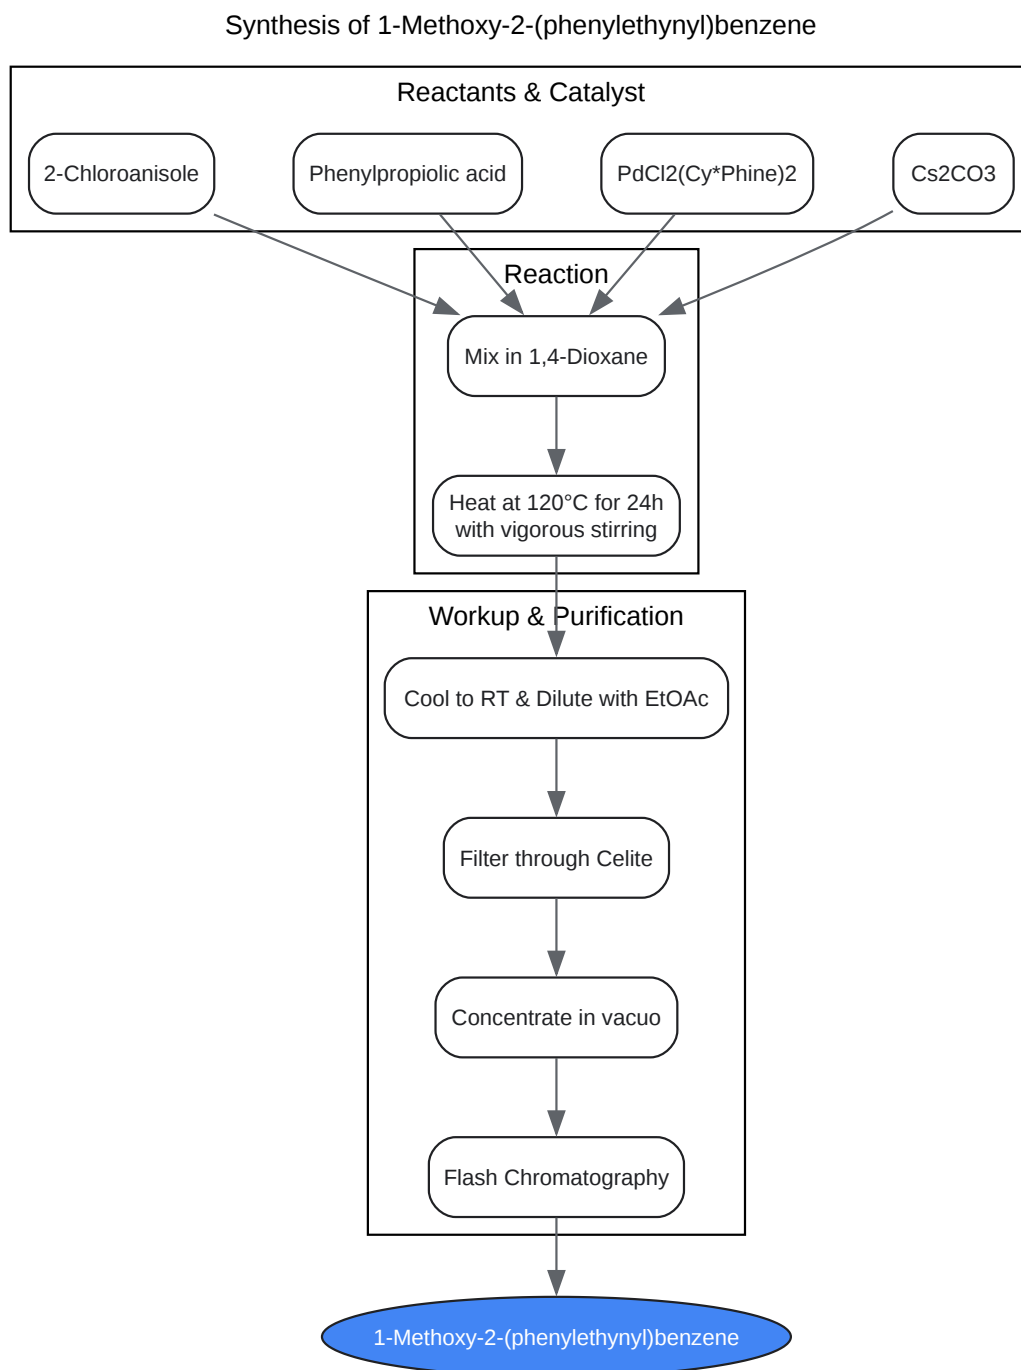 Synthesis of 1-Methoxy-2-(phenylethynyl)benzene
Reactants & Catalyst
2-Chloroanisole
Phenylpropiolic acid
PdCl2(Cy*Phine)2
Cs2CO3
Reaction
Mix in 1,4-Dioxane
Heat at 120°C for 24h
with vigorous stirring
Workup & Purification
Cool to RT & Dilute with EtOAc
Filter through Celite
Concentrate in vacuo
Flash Chromatography
1-Methoxy-2-(phenylethynyl)benzene